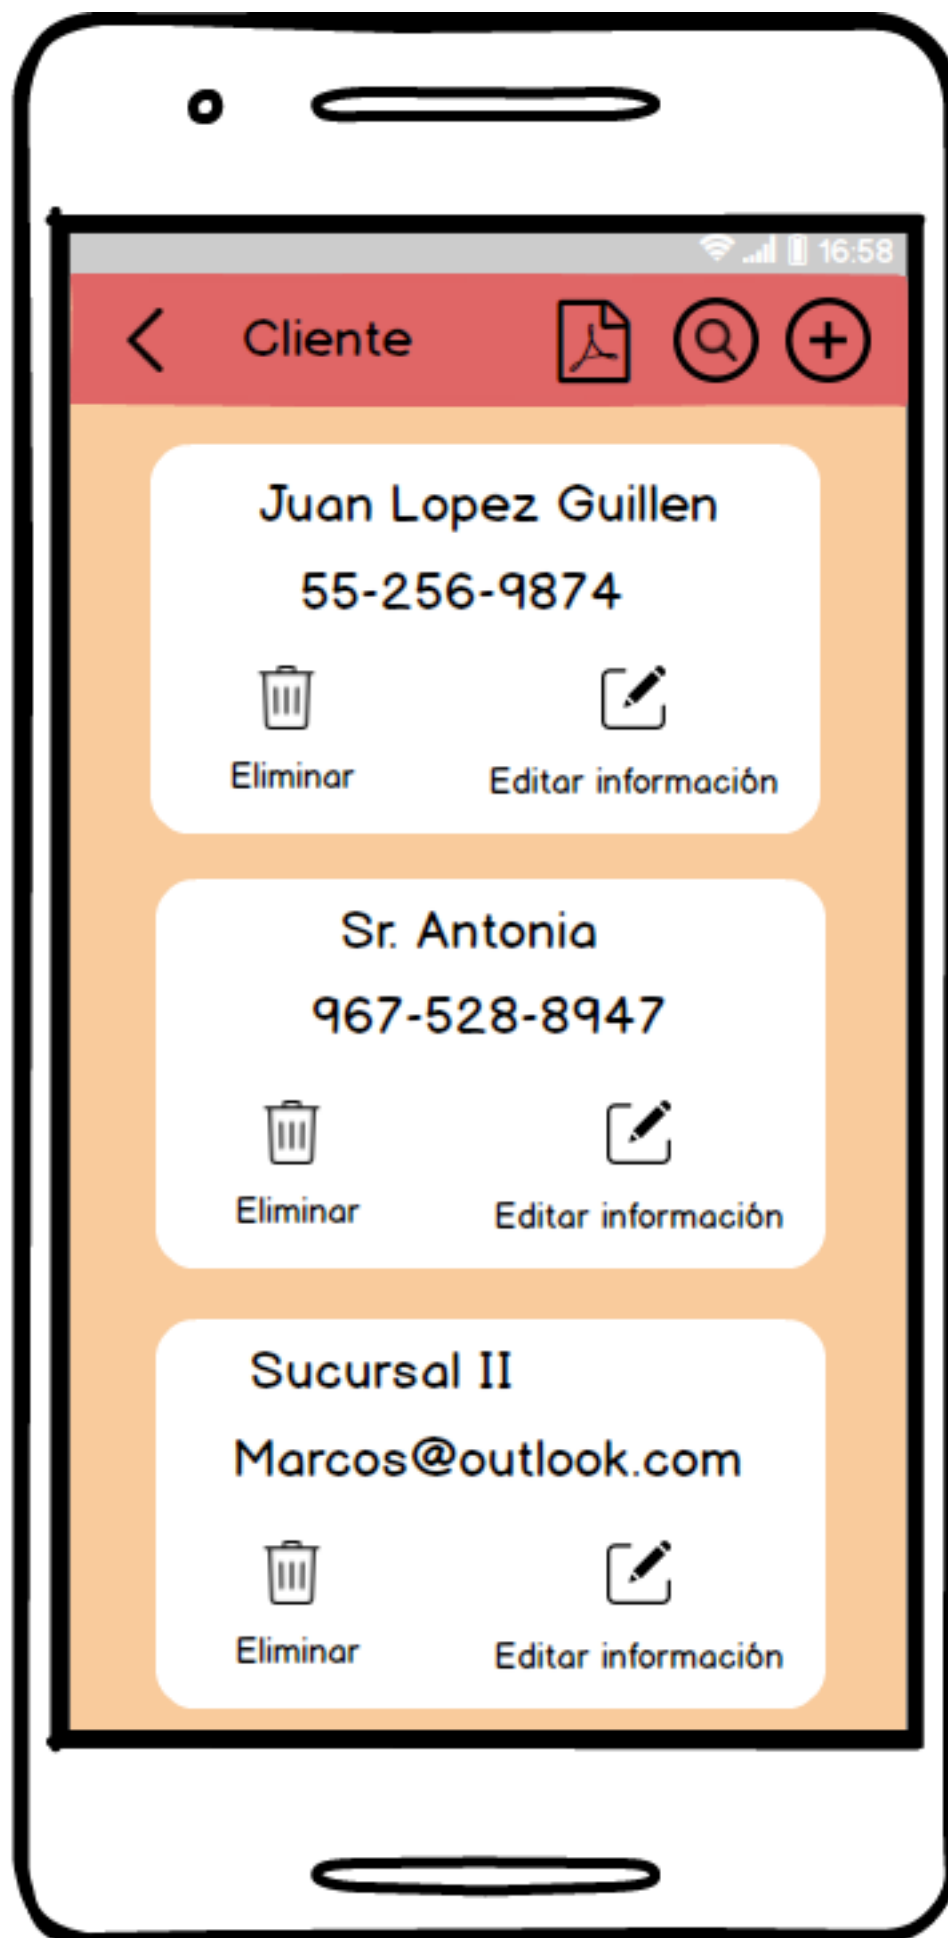 16:58
Cliente
Juan Lopez Guillen
55-256-9874
Eliminar
Editar información
Sr. Antonia
967-528-8947
Eliminar
Editar información
Sucursal II
Marcos@outlook.com
Eliminar
Editar información